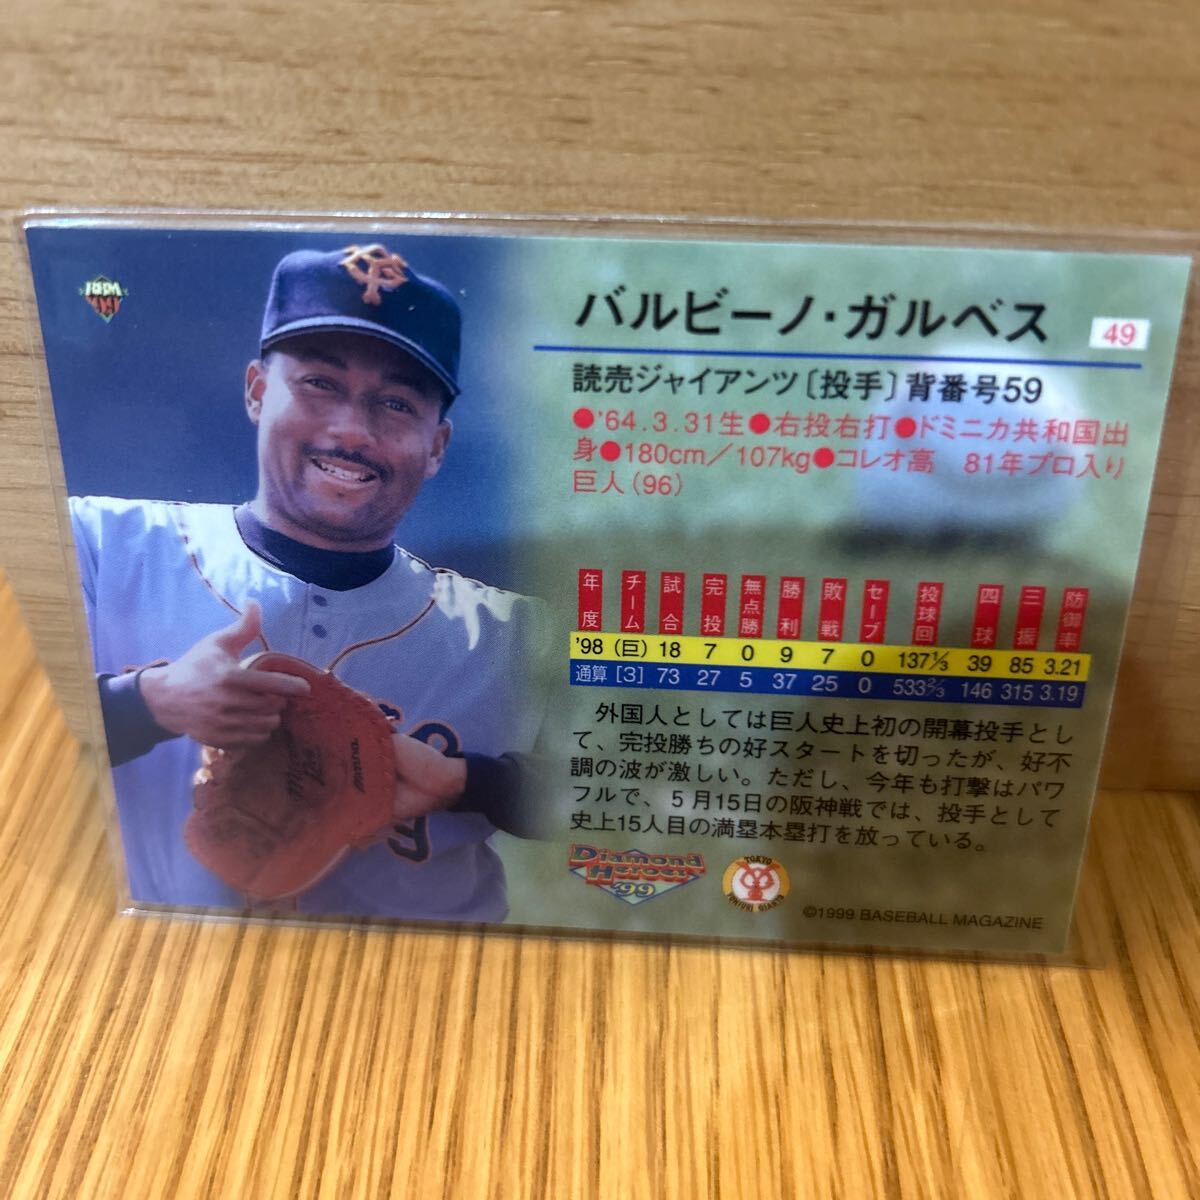 BBM
'99
バルビーノ・ガルベス
49
読売ジャイアンツ〔投手〕背番号59
●'64.3.31生●右投右打●ドミニカ共和国出
身●180cm／107kg●コレオ高　81年プロ入り
巨人（96）
年度 チーム 試合 完投 無点勝 勝利 敗戦 セーブ 投球回 四球 三振 防御率
'98（巨） 18 7 0 9 7 0 137⅓ 39 85 3.21
通算［3］ 73 27 5 37 25 0 533⅔ 146 315 3.19
外国人としては巨人史上初の開幕投手とし
て、完投勝ちの好スタートを切ったが、好不
調の波が激しい。ただし、今年も打撃はパワ
フルで、５月15日の阪神戦では、投手として
史上15人目の満塁本塁打を放っている。
Diamond
Heroes
'99
TOKYO
YOMIURI GIANTS
©1999 BASEBALL MAGAZINE